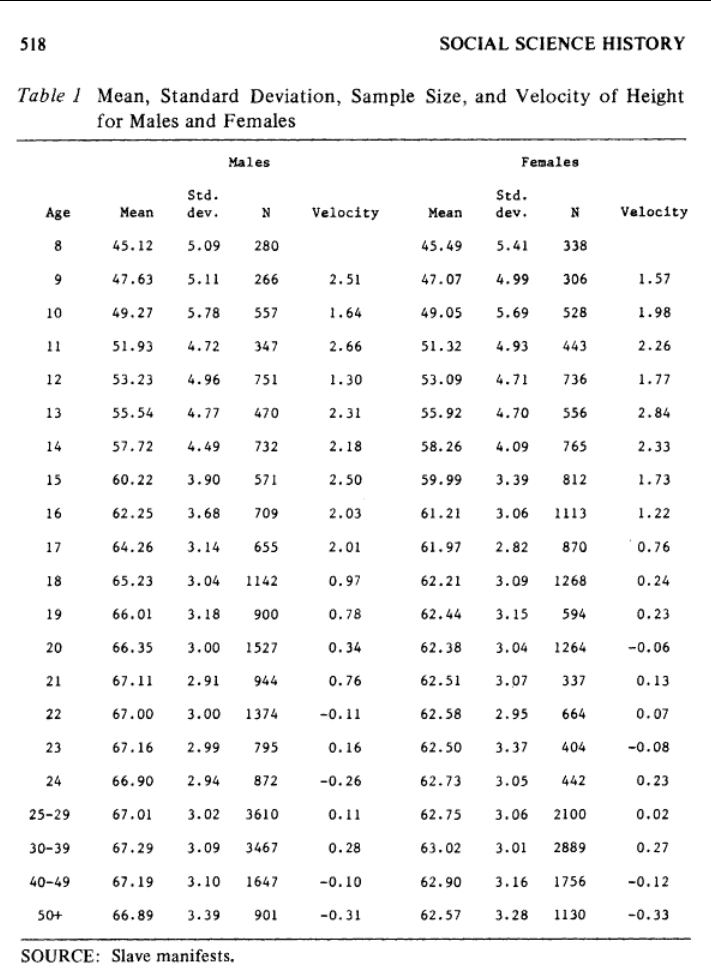 518 SOCIAL SCIENCE HISTORY
Table 1 Mean, Standard Deviation, Sample Size, and Velocity of Height
for Males and Females
Males Females
Std. Std.
Age Mean dev. N Velocity Mean dev. N Velocity
8 45.12 5.09 280 45.49 5.41 338
9 47.63 5.11 266 2.51 47.07 4.99 306 1.57
10 49.27 5.78 557 1.64 49.05 5.69 528 1.98
11 51.93 4.72 347 2.66 51.32 4.93 443 2.26
12 53.23 4.96 751 1.30 53.09 4.71 736 1.77
13 55.54 4.77 470 2.31 55.92 4.70 556 2.84
14 57.72 4.49 732 2.18 58.26 4.09 765 2.33
15 60.22 3.90 571 2.50 59.99 3.39 812 1.73
16 62.25 3.68 709 2.03 61.21 3.06 1113 1.22
17 64.26 3.14 655 2.01 61.97 2.82 870 0.76
18 65.23 3.04 1142 0.97 62.21 3.09 1268 0.24
19 66.01 3.18 900 0.78 62.44 3.15 594 0.23
20 66.35 3.00 1527 0.34 62.38 3.04 1264 -0.06
21 67.11 2.91 944 0.76 62.51 3.07 337 0.13
22 67.00 3.00 1374 -0.11 62.58 2.95 664 0.07
23 67.16 2.99 795 0.16 62.50 3.37 404 -0.08
24 66.90 2.94 872 -0.26 62.73 3.05 442 0.23
25-29 67.01 3.02 3610 0.11 62.75 3.06 2100 0.02
30-39 67.29 3.09 3467 0.28 63.02 3.01 2889 0.27
40-49 67.19 3.10 1647 -0.10 62.90 3.16 1756 -0.12
50+ 66.89 3.39 901 -0.31 62.57 3.28 1130 -0.33
SOURCE: Slave manifests.